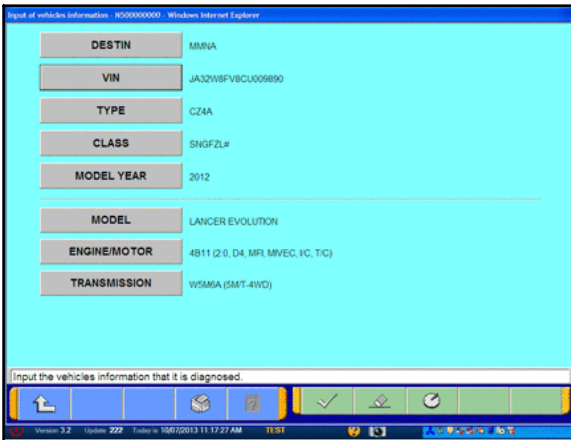 Input of vehicles information - N500000000 - Windows Internet Explorer
DESTIN MMNA
VIN JA32W8FV8CU009890
TYPE CZ4A
CLASS SNGFZL#
MODEL YEAR 2012
MODEL LANCER EVOLUTION
ENGINE/MOTOR 4B11 (2.0, D4, MFI, MIVEC, I/C, T/C)
TRANSMISSION W5M6A (5M/T-4WD)
Input the vehicles information that it is diagnosed.
Version 3.2 Update 222 Today is 10/07/2013 11:17:27 AM TEST